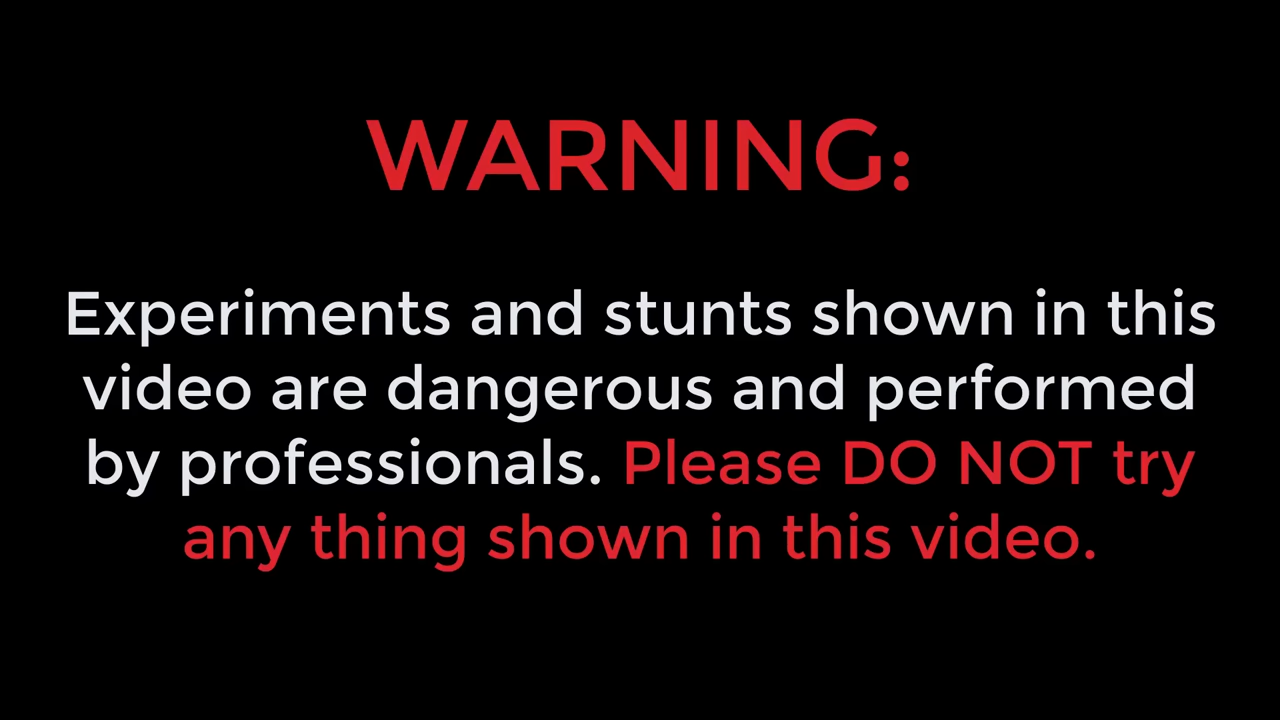 WARNING:
Experiments and stunts shown in this
video are dangerous and performed
by professionals. Please DO NOT try
any thing shown in this video.